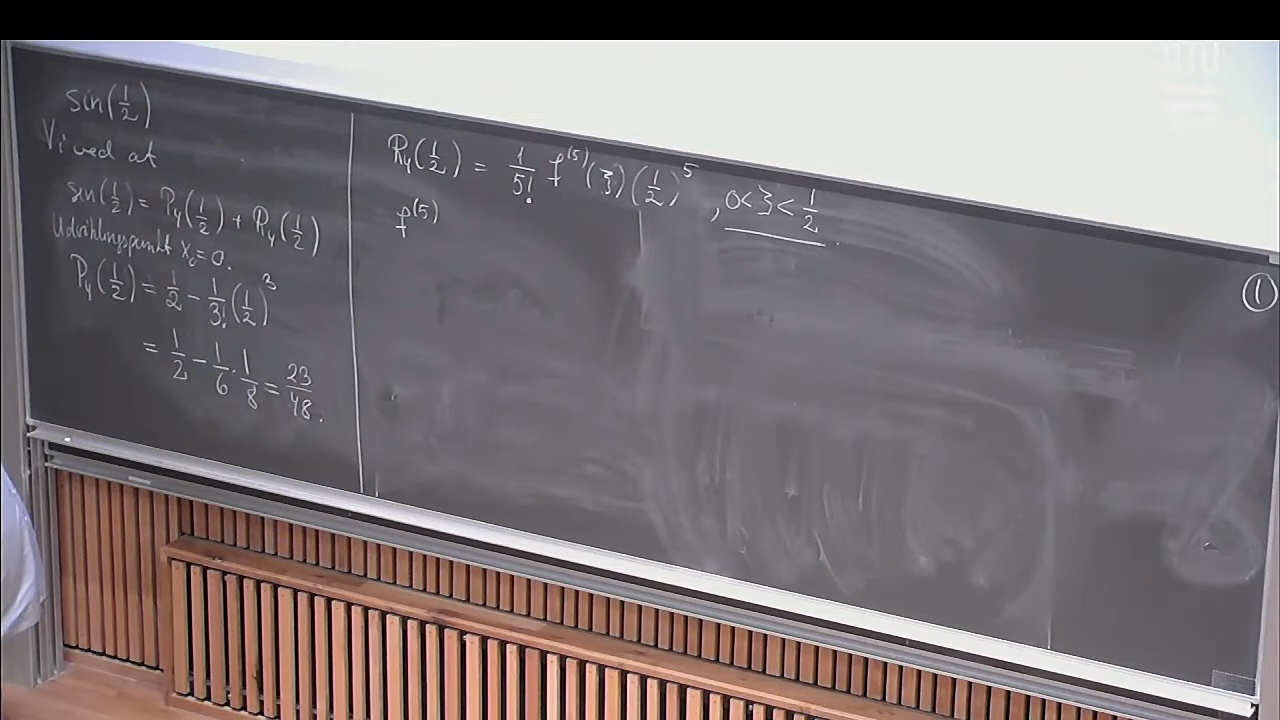 sin(1/2)
Vi ved at
sin(1/2) = P₄(1/2) + R₄(1/2)
Udviklingspunkt x₀ = 0.
P₄(1/2) = 1/2 - 1/3! (1/2)³
= 1/2 - 1/6 · 1/8 = 23/48.
R₄(1/2) = 1/5! f⁽⁵⁾(ξ)(1/2)⁵, 0 < ξ < 1/2.
f⁽⁵⁾
①
DTU